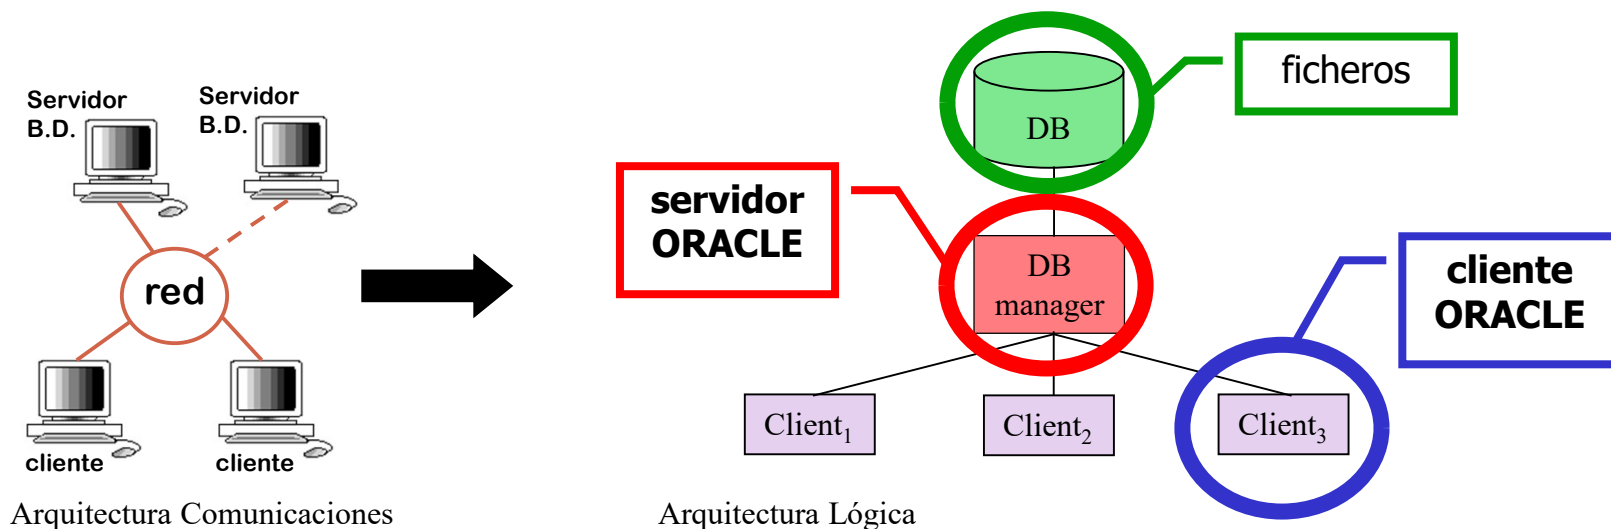 Servidor
B.D.
Servidor
B.D.
red
cliente
cliente
Arquitectura Comunicaciones
ficheros
DB
servidor
ORACLE
DB
manager
cliente
ORACLE
Client₁
Client₂
Client₃
Arquitectura Lógica